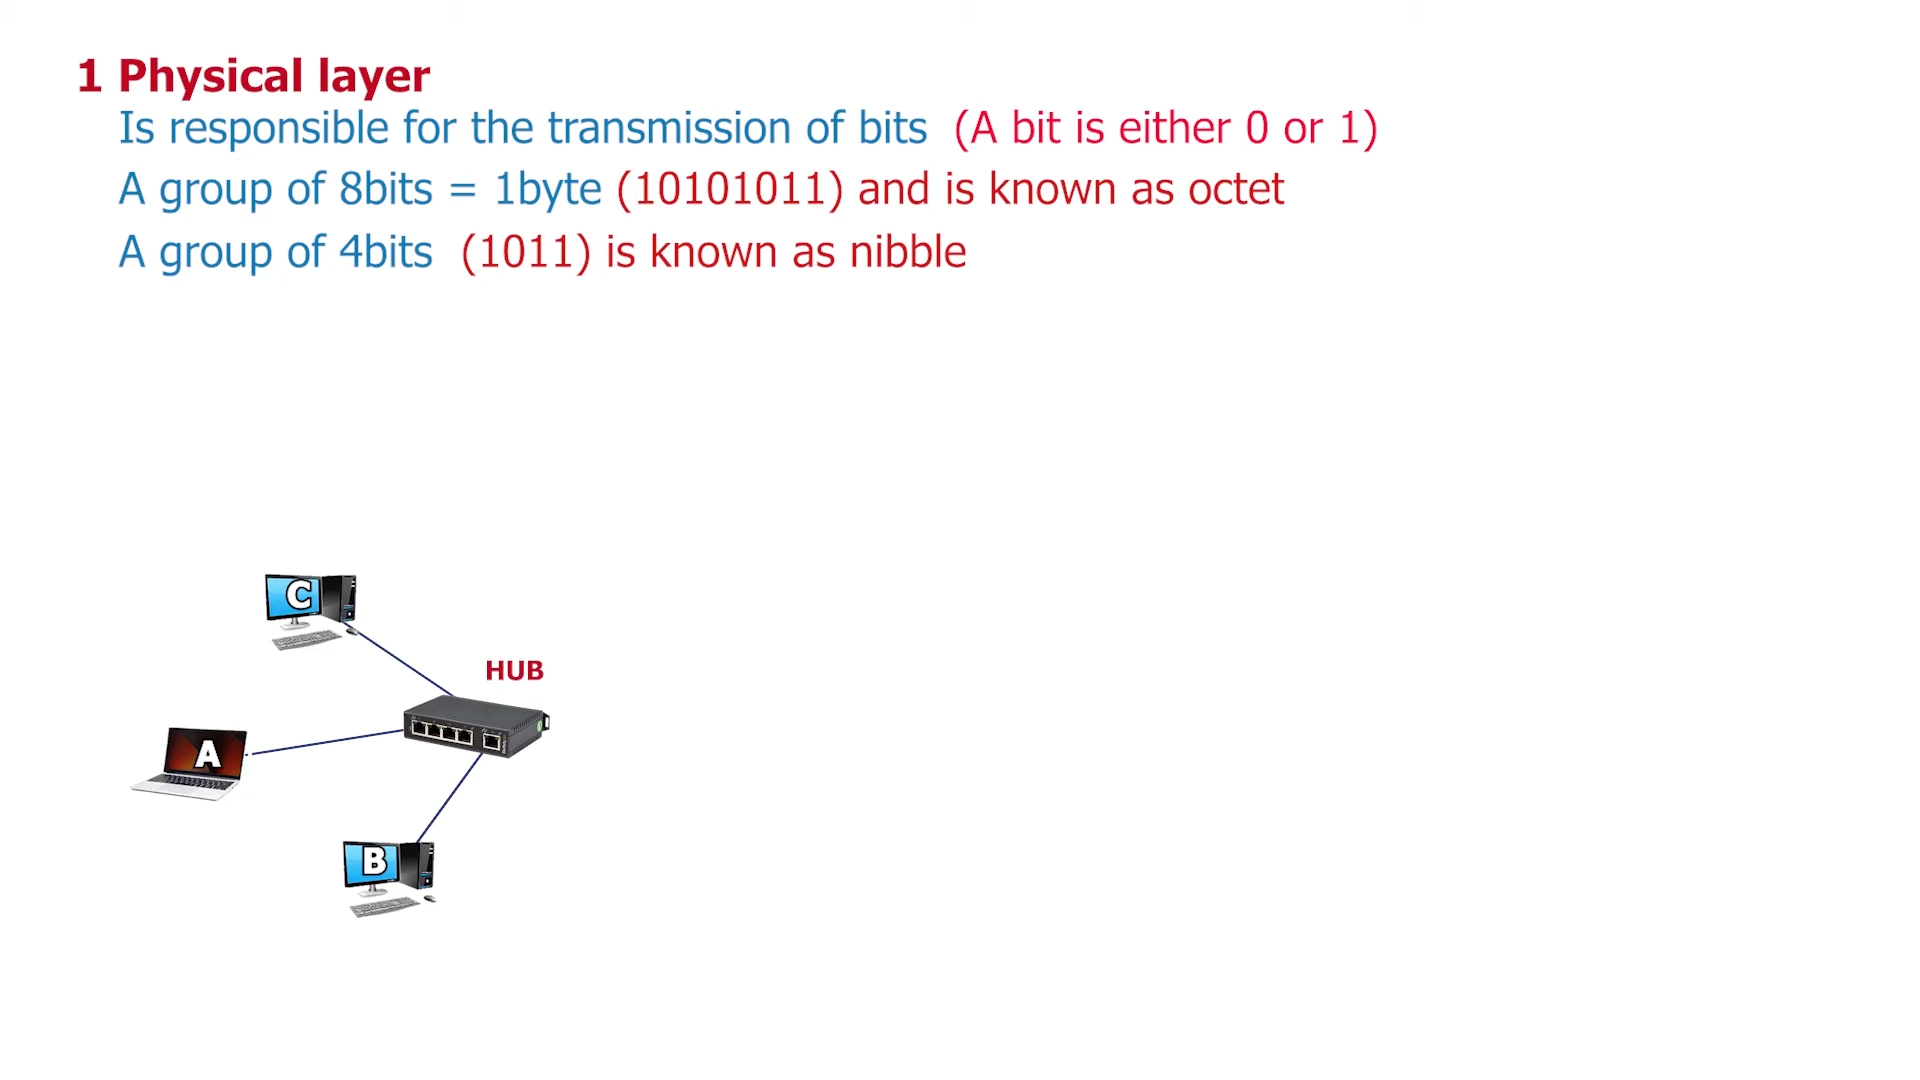 1 Physical layer
Is responsible for the transmission of bits (A bit is either 0 or 1)
A group of 8bits = 1byte (10101011) and is known as octet
A group of 4bits (1011) is known as nibble
C
HUB
A
B